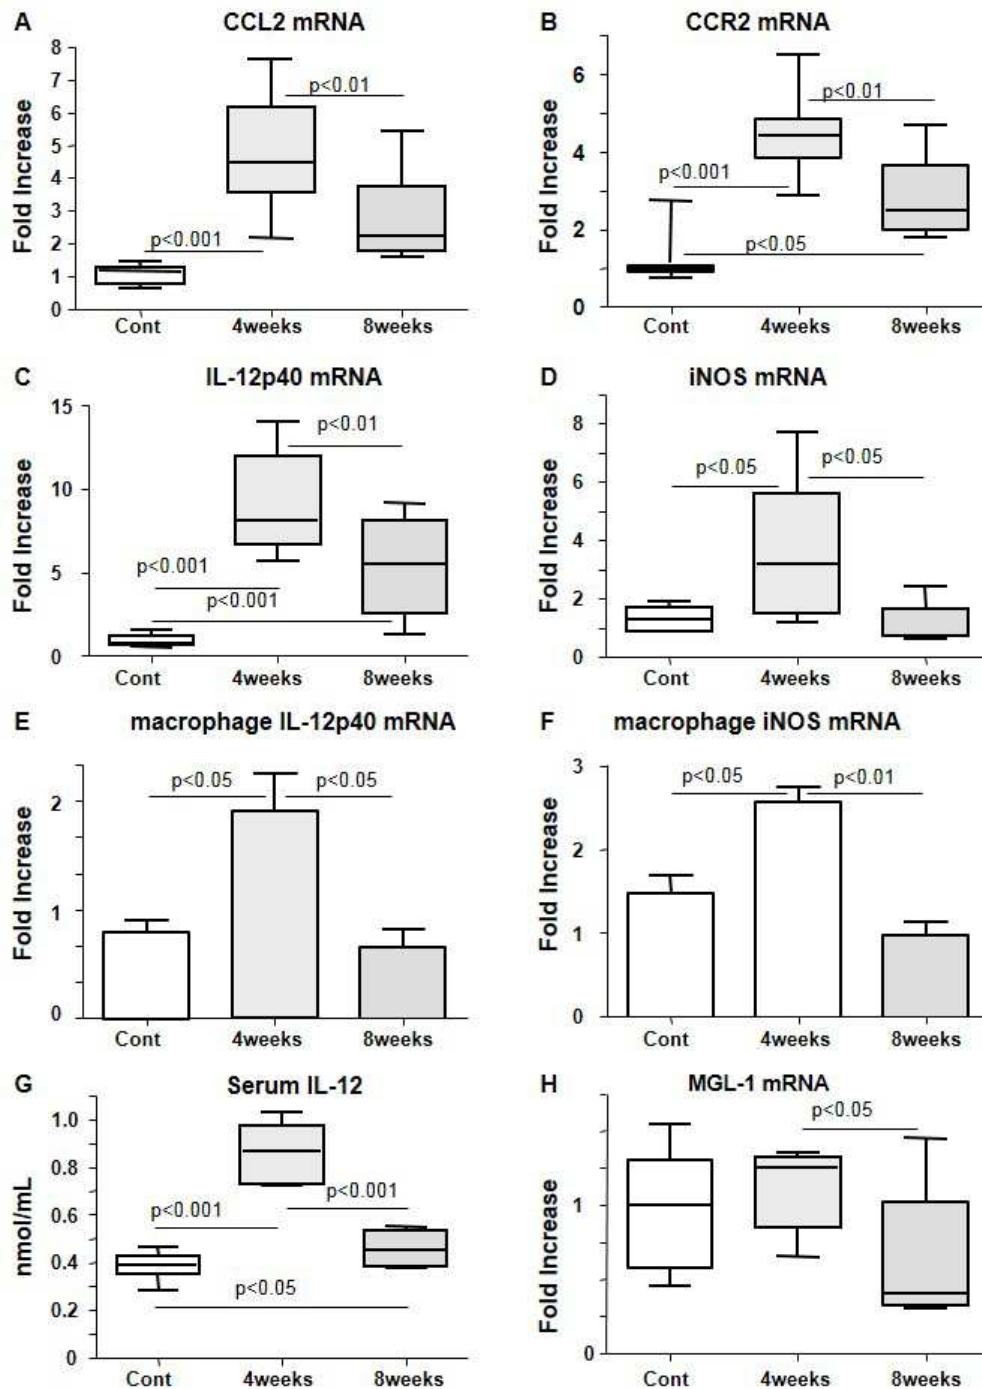 A CCL2 mRNA
Fold Increase
8
7
6
5
4
3
2
1
0
p<0.01
p<0.001
Cont 4weeks 8weeks
B CCR2 mRNA
Fold Increase
6
4
2
0
p<0.01
p<0.001
p<0.05
Cont 4weeks 8weeks
C IL-12p40 mRNA
Fold Increase
15
10
5
0
p<0.01
p<0.001
p<0.001
Cont 4weeks 8weeks
D iNOS mRNA
Fold Increase
8
6
4
2
0
p<0.05 p<0.05
Cont 4weeks 8weeks
E macrophage IL-12p40 mRNA
Fold Increase
2
1
0
p<0.05 p<0.05
Cont 4weeks 8weeks
F macrophage iNOS mRNA
Fold Increase
3
2
1
0
p<0.05 p<0.01
Cont 4weeks 8weeks
G Serum IL-12
nmol/mL
1.0
0.8
0.6
0.4
0.2
0
p<0.001
p<0.001
p<0.05
Cont 4weeks 8weeks
H MGL-1 mRNA
Fold Increase
1
0
p<0.05
Cont 4weeks 8weeks